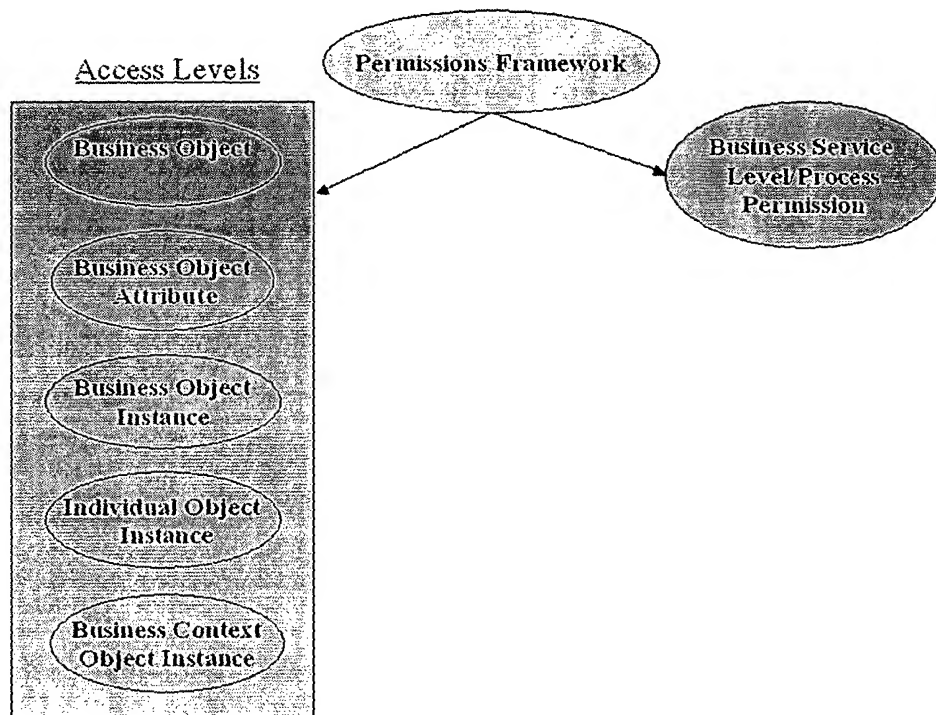 Permissions Framework
Access Levels
Business Object
Business Object
Attribute
Business Object
Instance
Individual Object
Instance
Business Context
Object Instance
Business Service
Level/Process
Permission